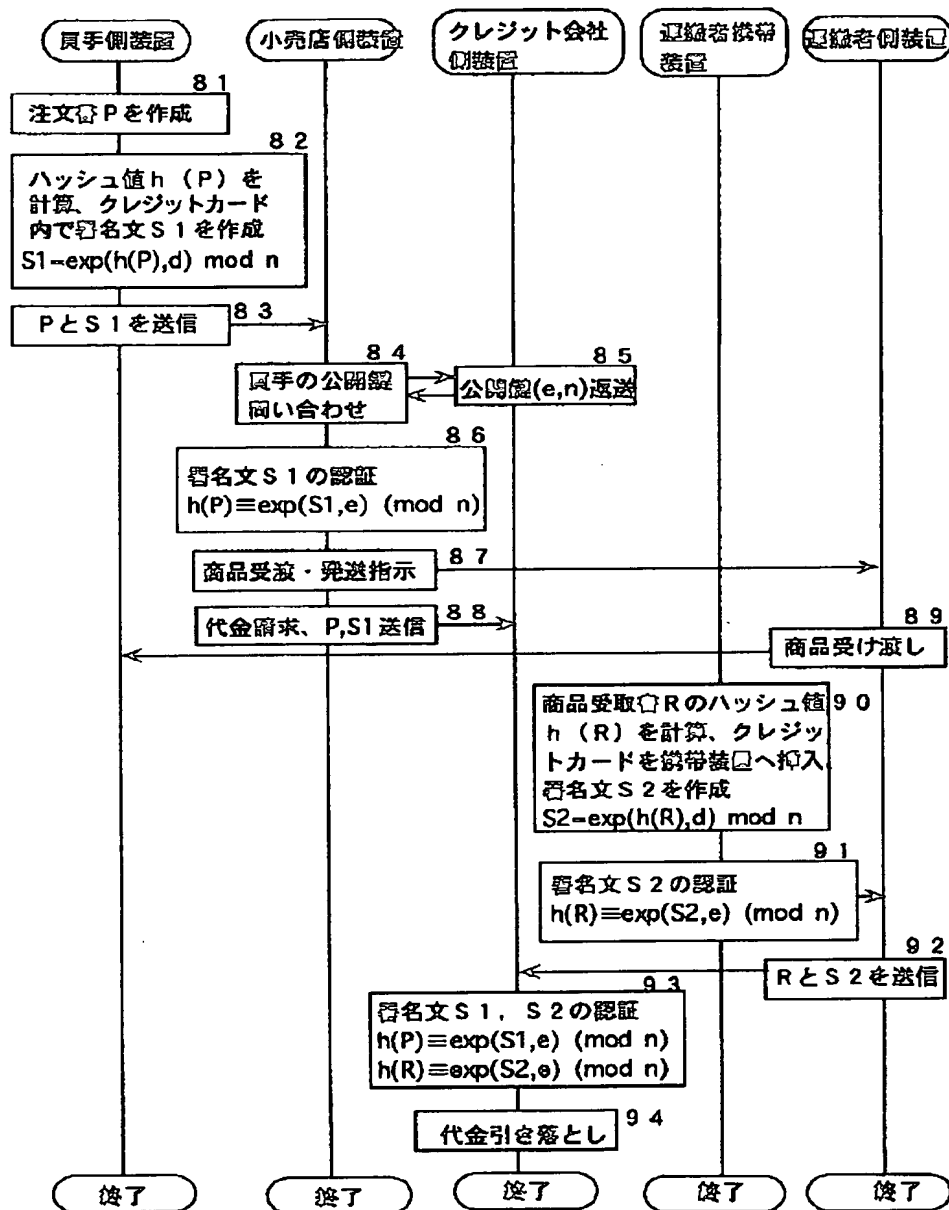 買手側装置
小売店側装置
クレジット会社
側装置
運搬者携帯
装置
運搬者側装置
81
注文書Pを作成
82
ハッシュ値h（P）を
計算、クレジットカード
内で署名文S1を作成
S1=exp(h(P),d) mod n
PとS1を送信
83
84
買手の公開鍵
問い合わせ
85
公開鍵(e,n)返送
86
署名文S1の認証
h(P)≡exp(S1,e) (mod n)
商品受渡・発送指示
87
代金請求、P,S1送信
88
89
商品受け渡し
商品受取書Rのハッシュ値
h（R）を計算、クレジッ
トカードを携帯装置へ挿入
署名文S2を作成
S2=exp(h(R),d) mod n
90
91
署名文S2の認証
h(R)≡exp(S2,e) (mod n)
92
RとS2を送信
93
署名文S1，S2の認証
h(P)≡exp(S1,e) (mod n)
h(R)≡exp(S2,e) (mod n)
94
代金引き落とし
終了
終了
終了
終了
終了